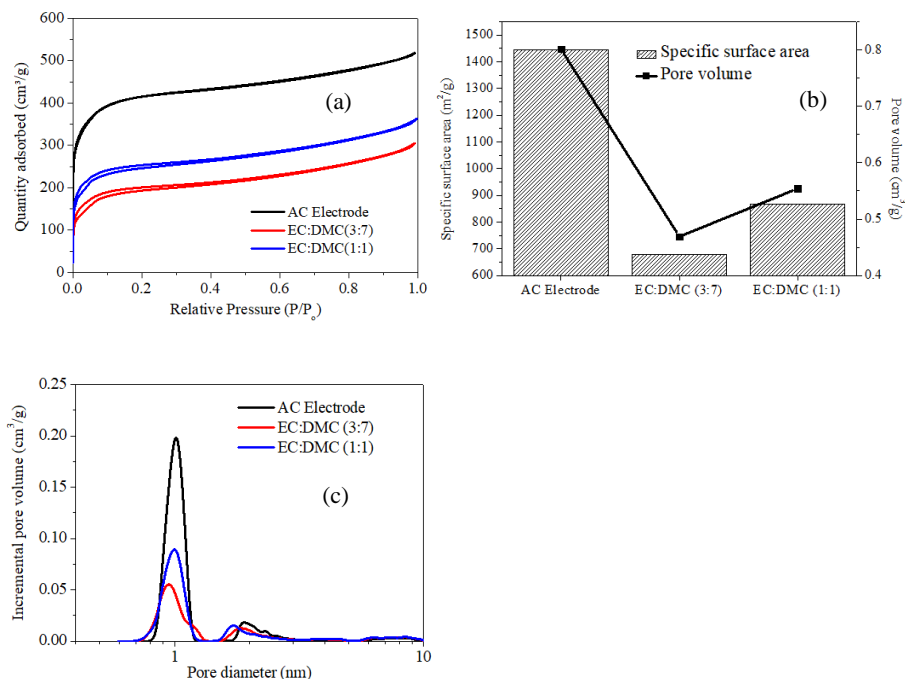 600
500
400
300
200
100
0
0.0
0.2
0.4
0.6
0.8
1.0
Quantity adsorbed (cm³/g)
Relative Pressure (P/Pₒ)
(a)
AC Electrode
EC:DMC(3:7)
EC:DMC(1:1)
1500
1400
1300
1200
1100
1000
900
800
700
600
Specific surface area (m²/g)
Specific surface area
Pore volume
(b)
0.8
0.7
0.6
0.5
0.4
Pore volume (cm³/g)
AC Electrode
EC:DMC (3:7)
EC:DMC (1:1)
0.25
0.20
0.15
0.10
0.05
0.00
Incremental pore volume (cm³/g)
AC Electrode
EC:DMC (3:7)
EC:DMC (1:1)
(c)
1
10
Pore diameter (nm)